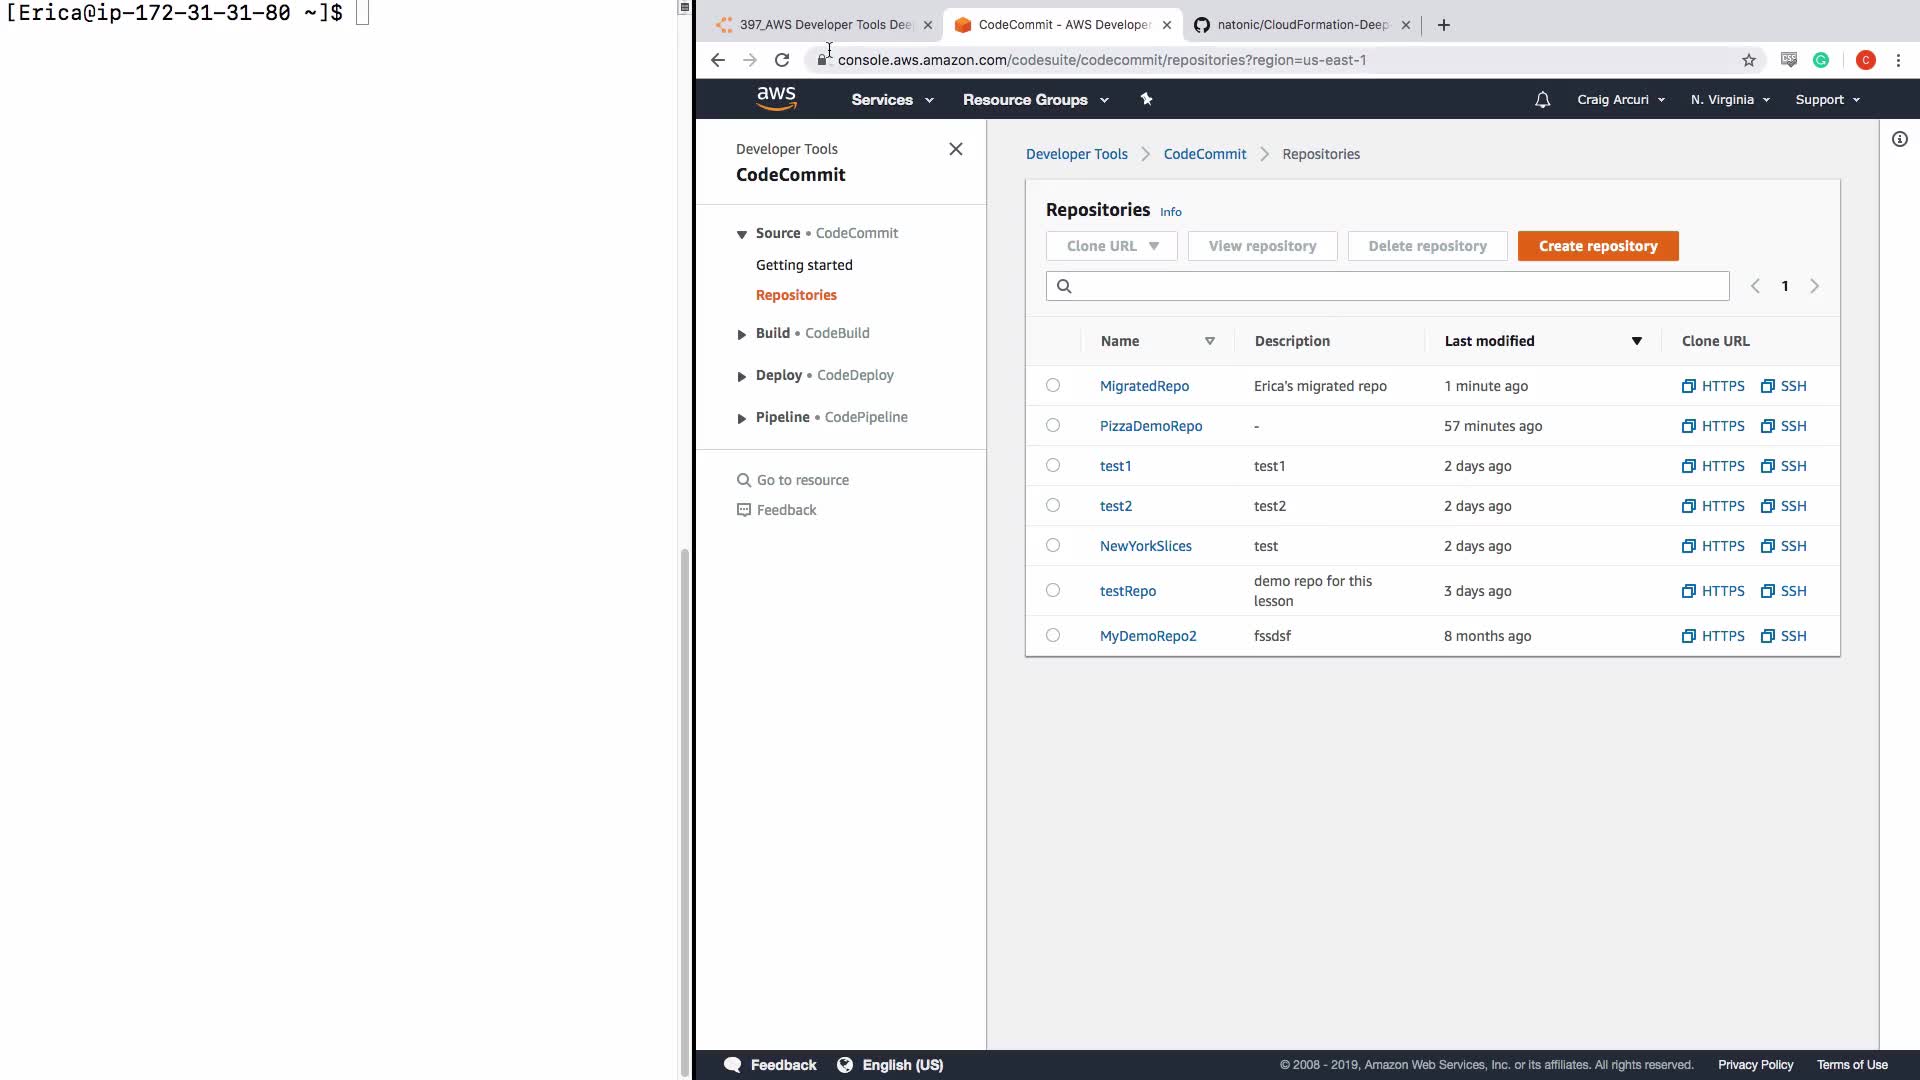 [Erica@ip-172-31-31-80 ~]$
397_AWS Developer Tools Dee
CodeCommit - AWS Developer
natonic/CloudFormation-Deep-
console.aws.amazon.com/codesuite/codecommit/repositories?region=us-east-1
C
aws
Services
Resource Groups
Craig Arcuri
N. Virginia
Support
Developer Tools
CodeCommit
Source • CodeCommit
Getting started
Repositories
Build • CodeBuild
Deploy • CodeDeploy
Pipeline • CodePipeline
Go to resource
Feedback
Developer Tools
CodeCommit
Repositories
Repositories Info
Clone URL
View repository
Delete repository
Create repository
1
Name Description Last modified Clone URL
MigratedRepo Erica's migrated repo 1 minute ago HTTPS SSH
PizzaDemoRepo - 57 minutes ago HTTPS SSH
test1 test1 2 days ago HTTPS SSH
test2 test2 2 days ago HTTPS SSH
NewYorkSlices test 2 days ago HTTPS SSH
testRepo demo repo for this lesson 3 days ago HTTPS SSH
MyDemoRepo2 fssdsf 8 months ago HTTPS SSH
Feedback
English (US)
© 2008 - 2019, Amazon Web Services, Inc. or its affiliates. All rights reserved.
Privacy Policy
Terms of Use